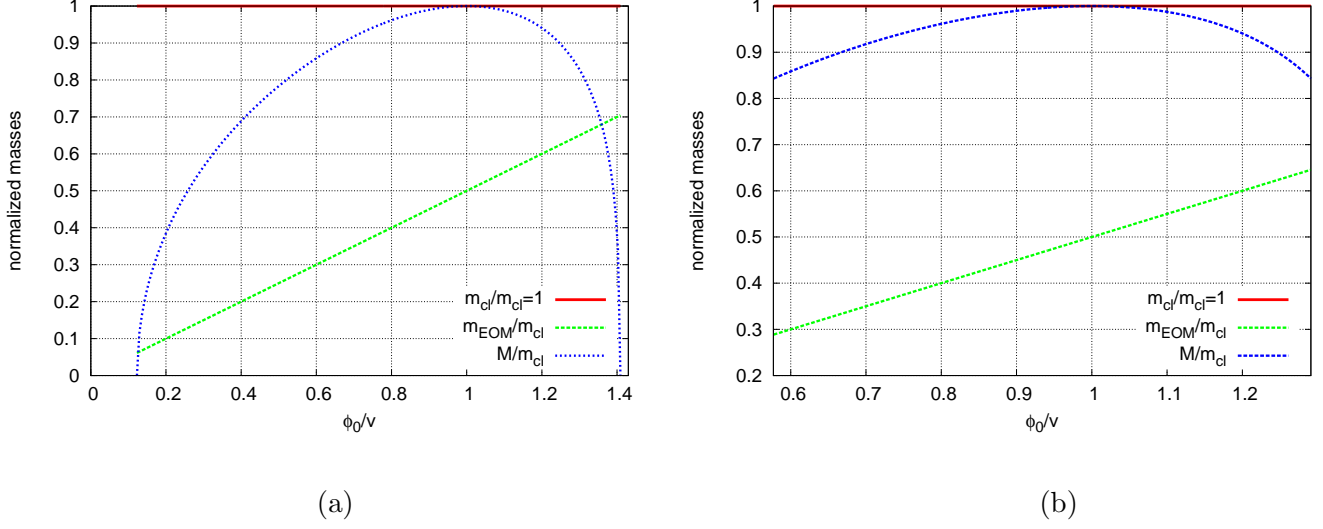 normalized masses
1
0.9
0.8
0.7
0.6
0.5
0.4
0.3
0.2
0.1
0
0 0.2 0.4 0.6 0.8 1 1.2 1.4
ϕ₀/v
m_cl/m_cl=1
m_EOM/m_cl
M/m_cl
(a)
normalized masses
1
0.9
0.8
0.7
0.6
0.5
0.4
0.3
0.2
0.6 0.7 0.8 0.9 1 1.1 1.2
ϕ₀/v
m_cl/m_cl=1
m_EOM/m_cl
M/m_cl
(b)